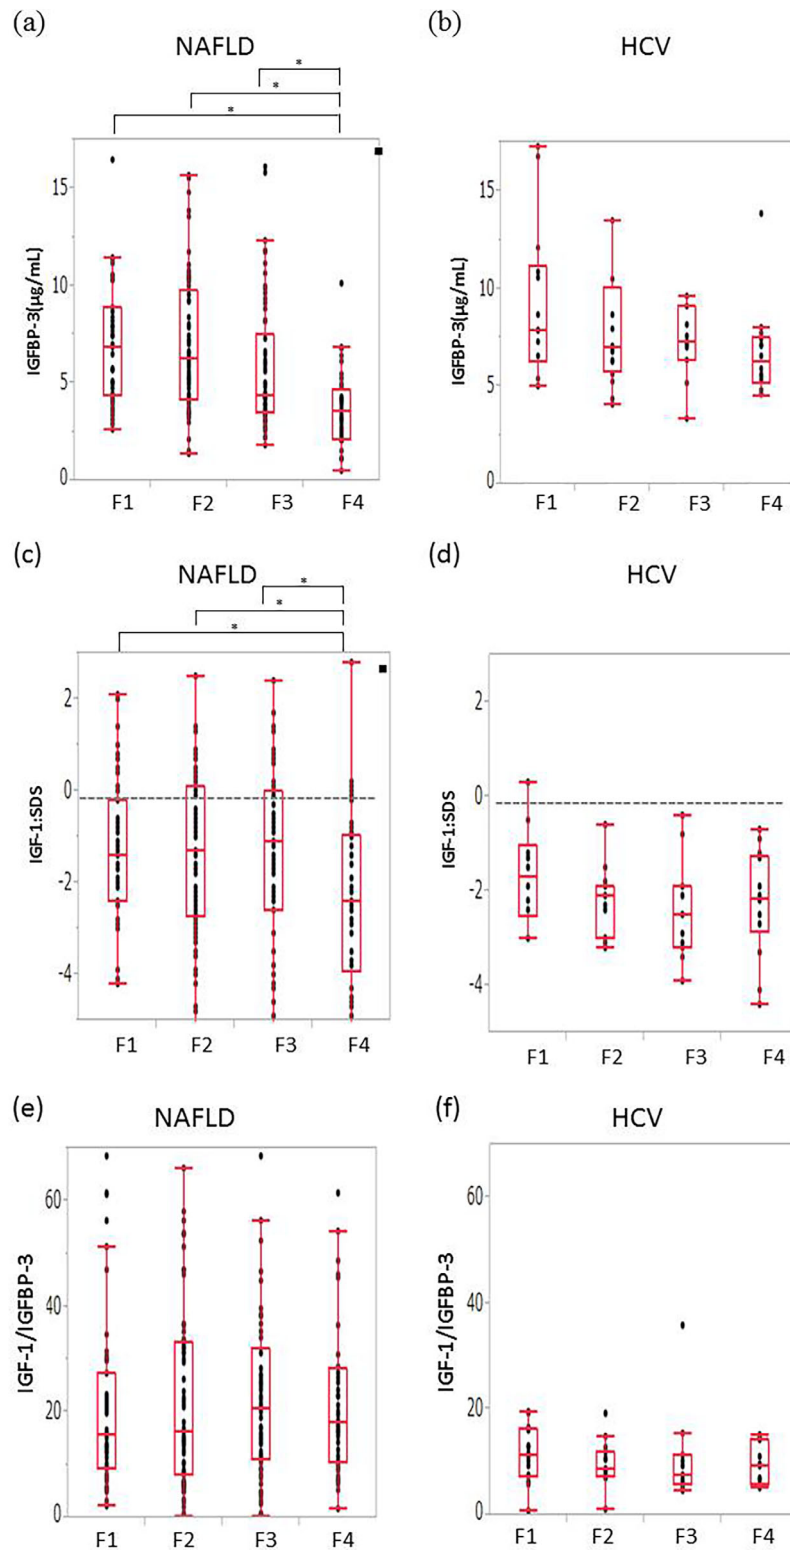 (a)
NAFLD
*
*
*
IGFBP-3(µg/mL)
15
10
5
0
F1 F2 F3 F4
(b)
HCV
IGFBP-3(µg/mL)
15
10
5
0
F1 F2 F3 F4
(c)
NAFLD
*
*
*
IGF-1:SDS
2
0
-2
-4
F1 F2 F3 F4
(d)
HCV
IGF-1:SDS
2
0
-2
-4
F1 F2 F3 F4
(e)
NAFLD
IGF-1/IGFBP-3
60
40
20
0
F1 F2 F3 F4
(f)
HCV
IGF-1/IGFBP-3
60
40
20
0
F1 F2 F3 F4